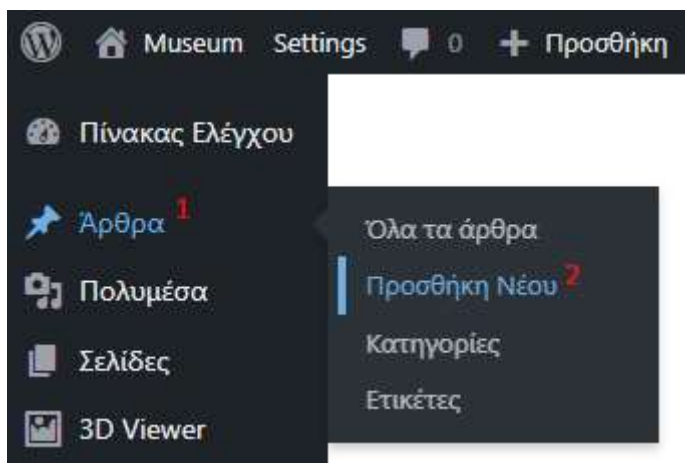 Museum Settings 0 Προσθήκη
Πίνακας Ελέγχου
Άρθρα 1
Όλα τα άρθρα
Προσθήκη Νέου 2
Πολυμέσα
Κατηγορίες
Σελίδες
Ετικέτες
3D Viewer